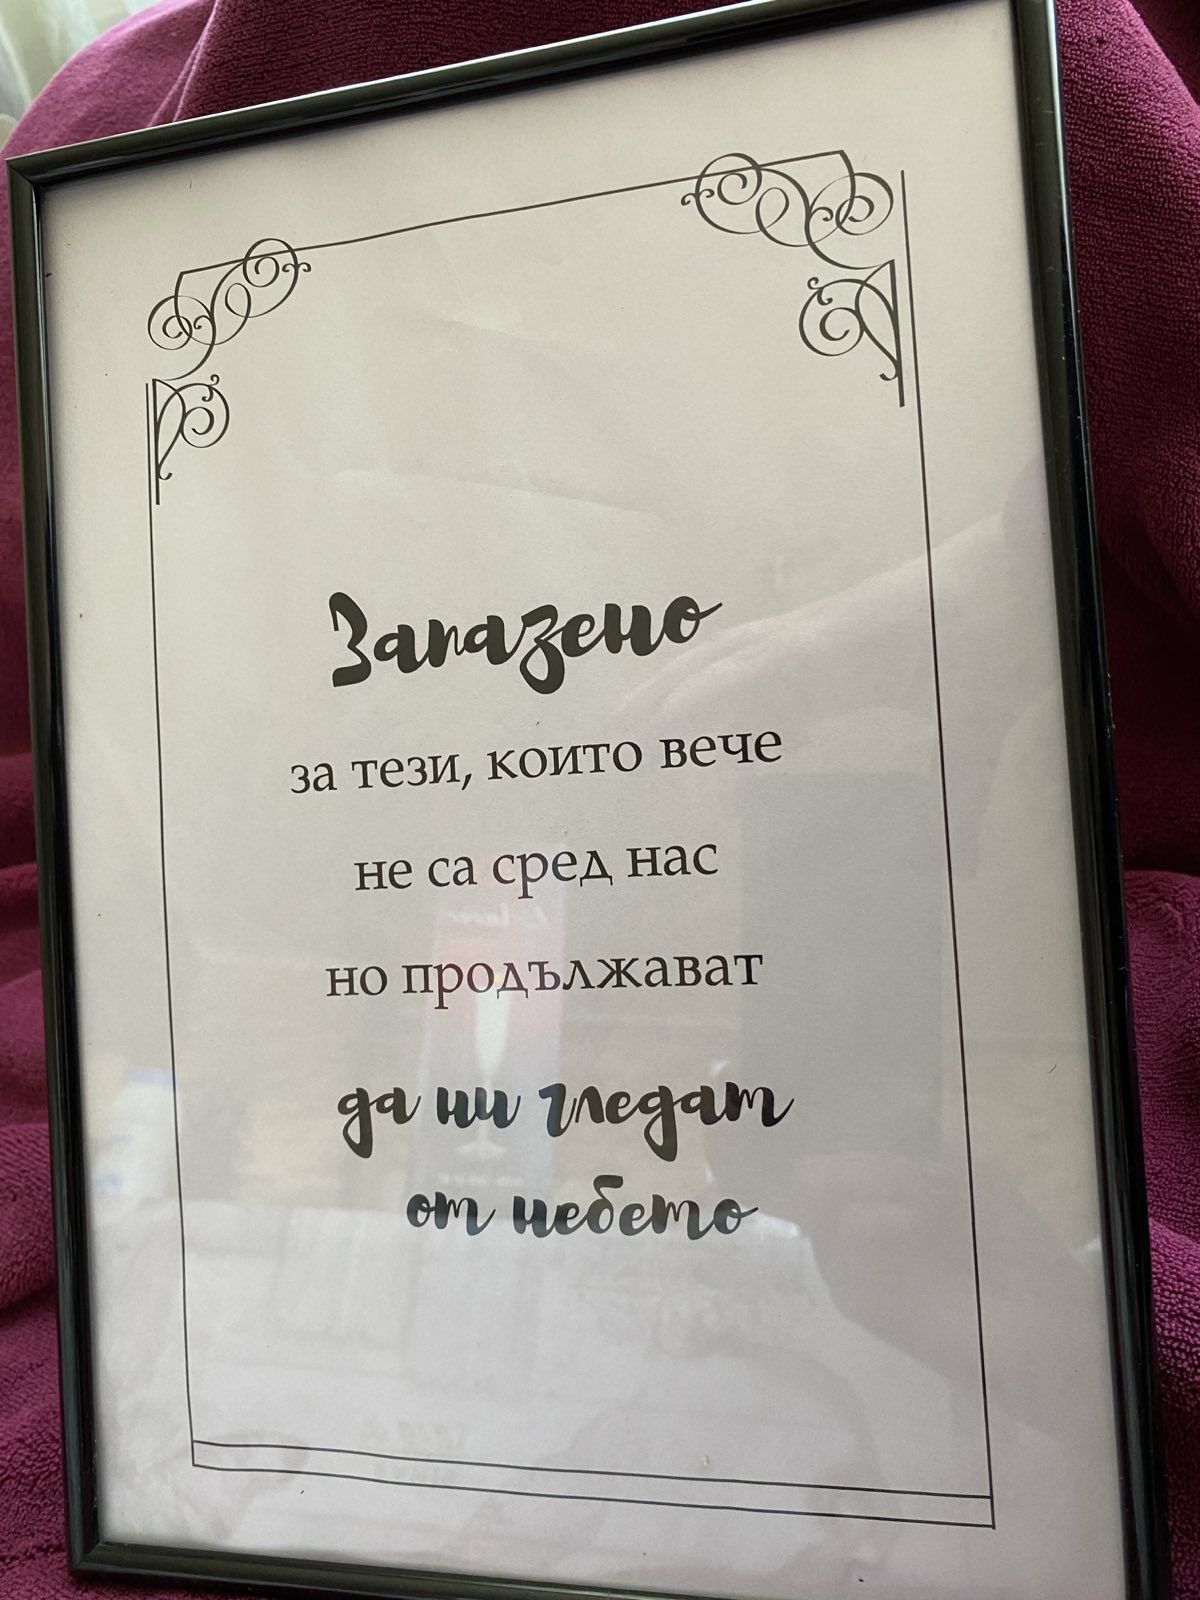 Запазено
за тези, които вече
не са сред нас
но продължават
да ни гледат
от небето